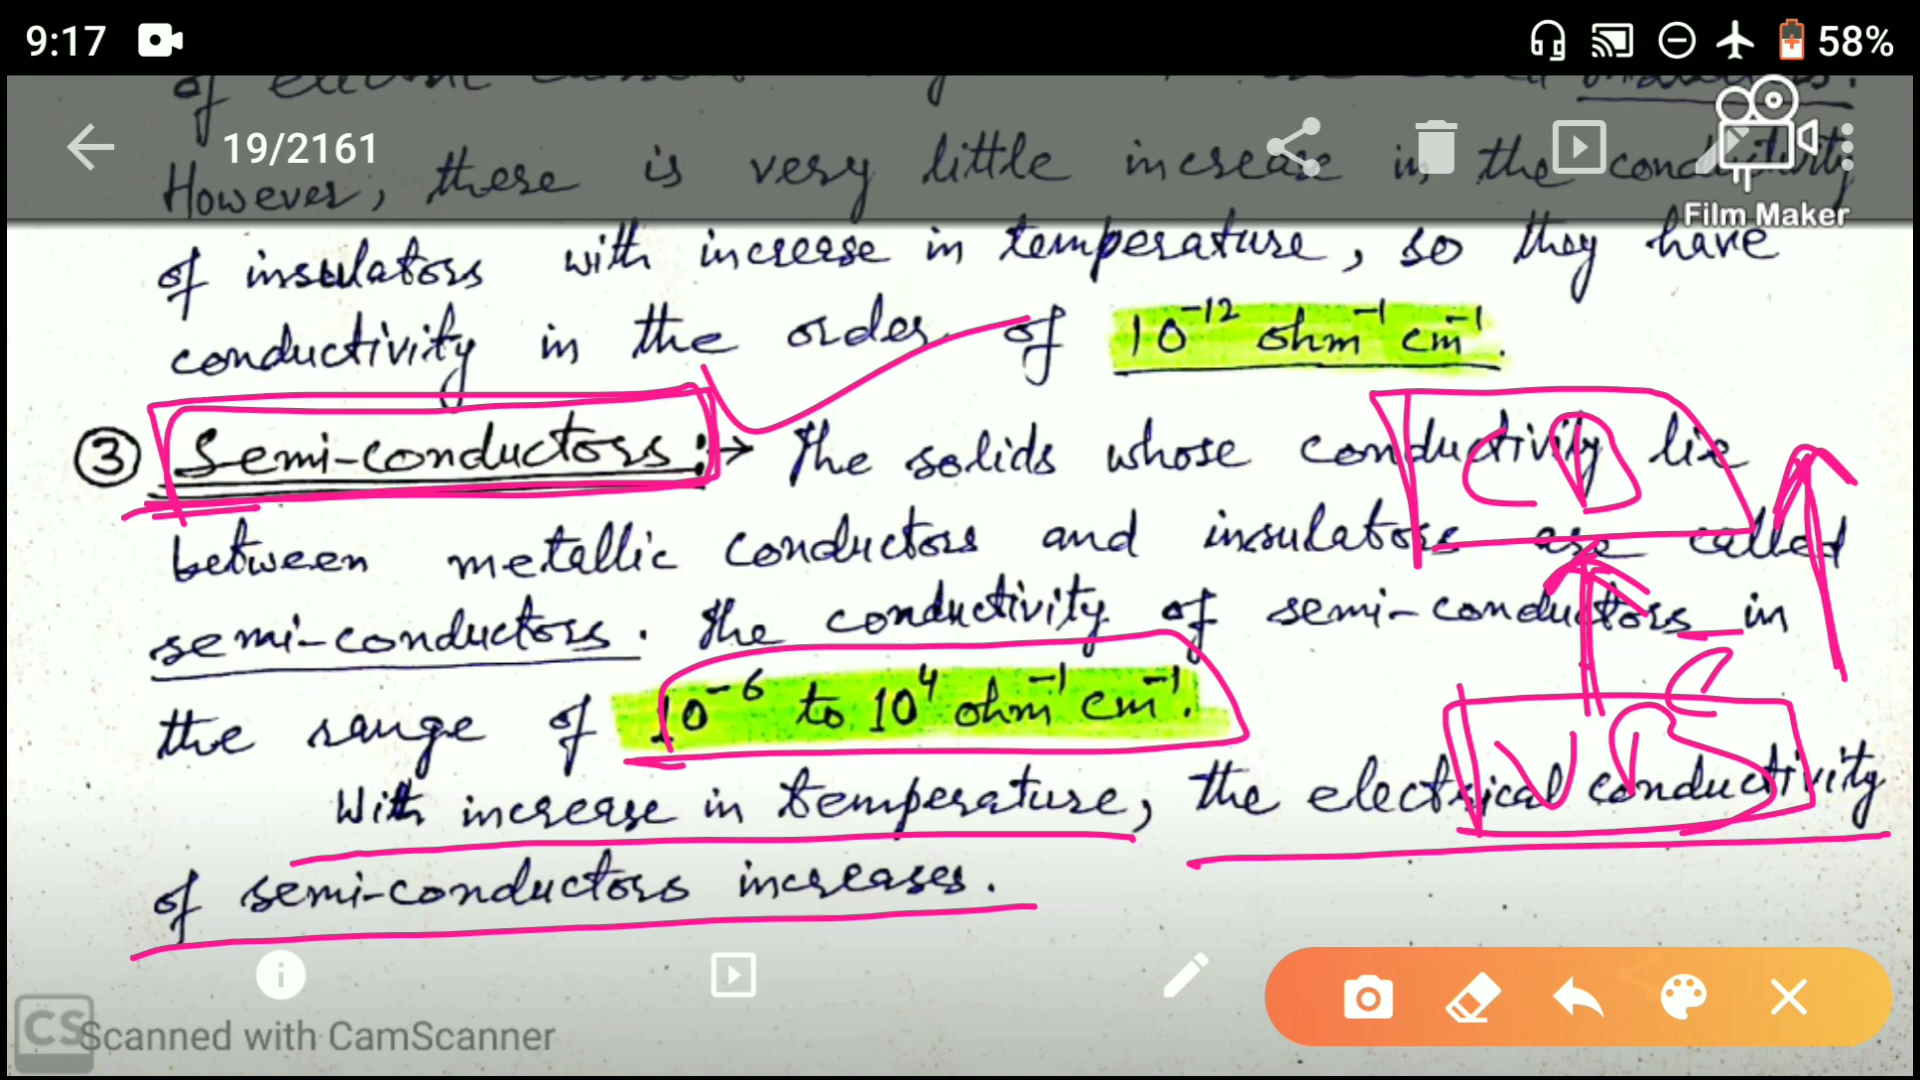 9:17 58%
19/2161
However, there is very little increase in the conductivity
Film Maker
of insulators with increase in temperature, so they have
conductivity in the order of 10⁻¹² ohm⁻¹ cm⁻¹.
③ Semi-conductors :→ The solids whose conductivity lie
CB
between metallic conductors and insulators are called
semi-conductors. The conductivity of semi-conductors in
the range of 10⁻⁶ to 10⁴ ohm⁻¹ cm⁻¹.
VB
With increase in temperature, the electrical conductivity
of semi-conductors increases.
CS Scanned with CamScanner